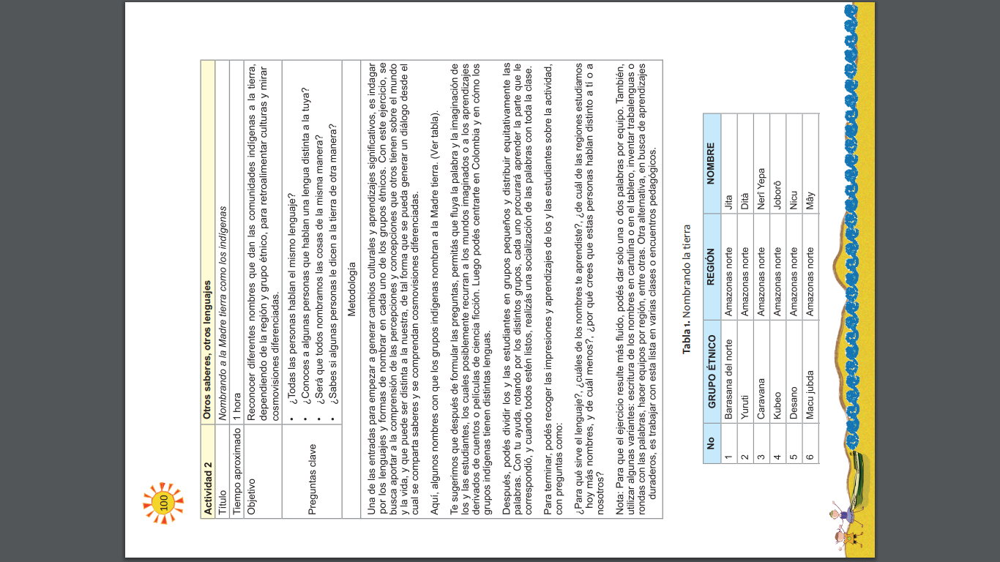 100
Actividad 2 Otros saberes, otros lenguajes
Título Nombrando a la Madre tierra como los indígenas
Tiempo aproximado 1 hora
Objetivo Reconocer diferentes nombres que dan las comunidades indígenas a la tierra,
dependiendo de la región y grupo étnico, para retroalimentar culturas y mirar
cosmovisiones diferenciadas.
Preguntas clave
• ¿Todas las personas hablan el mismo lenguaje?
• ¿Conoces a algunas personas que hablan una lengua distinta a la tuya?
• ¿Será que todos nombramos las cosas de la misma manera?
• ¿Sabes si algunas personas le dicen a la tierra de otra manera?
Metodología
Una de las entradas para empezar a generar cambios culturales y aprendizajes significativos, es indagar
por los lenguajes y formas de nombrar en cada uno de los grupos étnicos. Con este ejercicio, se
busca aportar a la comprensión de las percepciones y concepciones que otros tienen sobre el mundo
y la vida, y que puede ser distinta a la nuestra, de tal forma que se pueda generar un diálogo desde el
cual se comparta saberes y se comprendan cosmovisiones diferenciadas.
Aquí, algunos nombres con que los grupos indígenas nombran a la Madre tierra. (Ver tabla).
Te sugerimos que después de formular las preguntas, permitás que fluya la palabra y la imaginación de
los y las estudiantes, los cuales posiblemente recurran a los mundos imaginados o a los aprendizajes
derivados de cuentos o películas de ciencia ficción. Luego podés centrarte en Colombia y en cómo los
grupos indígenas tienen distintas lenguas.
Después, podés dividir los y las estudiantes en grupos pequeños y distribuir equitativamente las
palabras. Con tu ayuda, rotando por los distintos grupos, cada uno procurará aprender la parte que le
correspondió, y cuando todos estén listos, realizás una socialización de las palabras con toda la clase.
Para terminar, podés recoger las impresiones y aprendizajes de los y las estudiantes sobre la actividad,
con preguntas como:
¿Para qué sirve el lenguaje?, ¿cuáles de los nombres te aprendiste?, ¿de cuál de las regiones estudiamos
hoy más nombres, y de cuál menos?, ¿por qué crees que estas personas hablan distinto a tí o a
nosotros?
Nota: Para que el ejercicio resulte más fluido, podés dar solo una o dos palabras por equipo. También,
utilizar algunas variantes: escritura de los nombres en cartulina o en el tablero, inventar trabalenguas o
rondas con las palabras, hacer equipos por región, entre otras. Otra alternativa, en busca de aprendizajes
duraderos, es trabajar con esta lista en varias clases o encuentros pedagógicos.
Tabla 1. Nombrando la tierra
No GRUPO ÉTNICO REGIÓN NOMBRE
1 Barasana del norte Amazonas norte Jita
2 Yuruti Amazonas norte Ditá
3 Caravana Amazonas norte Nerî Yepa
4 Kubeo Amazonas norte Joborõ
5 Desano Amazonas norte Nicu
6 Macu jubda Amazonas norte Mây